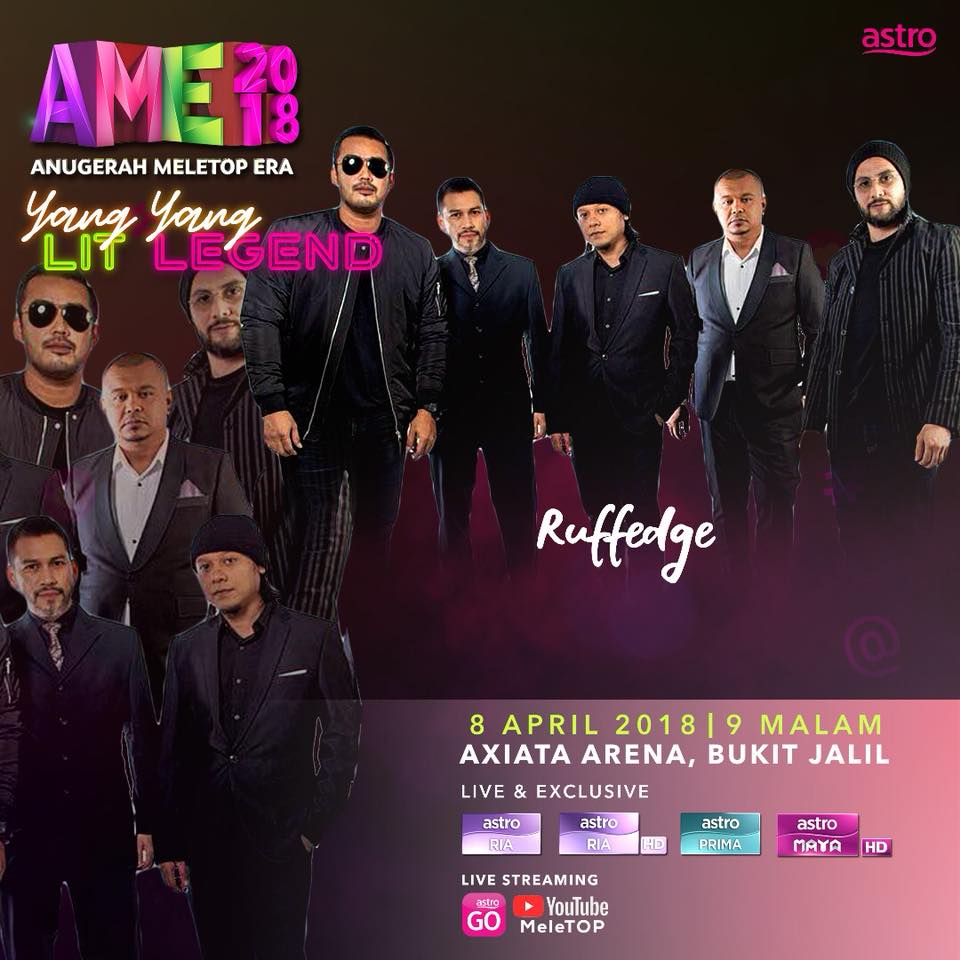 astro
AME 2018
ANUGERAH MELETOP ERA
Yang Yang
LIT LEGEND
Ruffedge
@
8 APRIL 2018 | 9 MALAM
AXIATA ARENA, BUKIT JALIL
LIVE & EXCLUSIVE
astro RIA astro RIA HD astro PRIMA astro MAYA HD
LIVE STREAMING
astro GO YouTube
MeleTOP